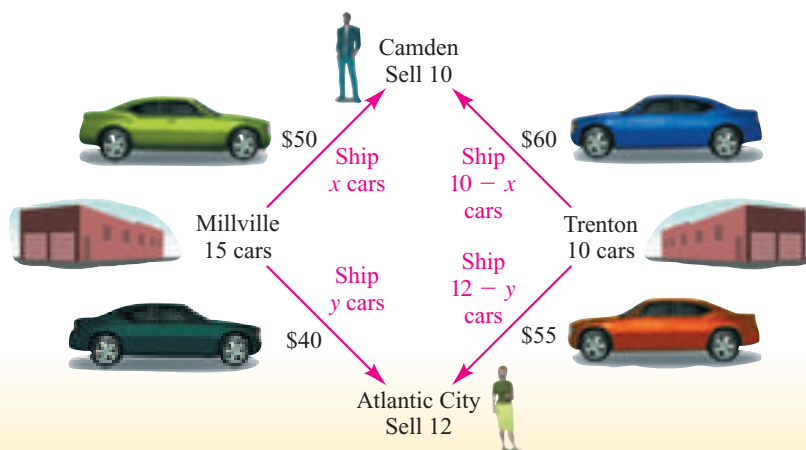 Camden
Sell 10
$50
$60
Ship
x cars
Ship
10 − x
cars
Millville
15 cars
Trenton
10 cars
Ship
y cars
Ship
12 − y
cars
$40
$55
Atlantic City
Sell 12